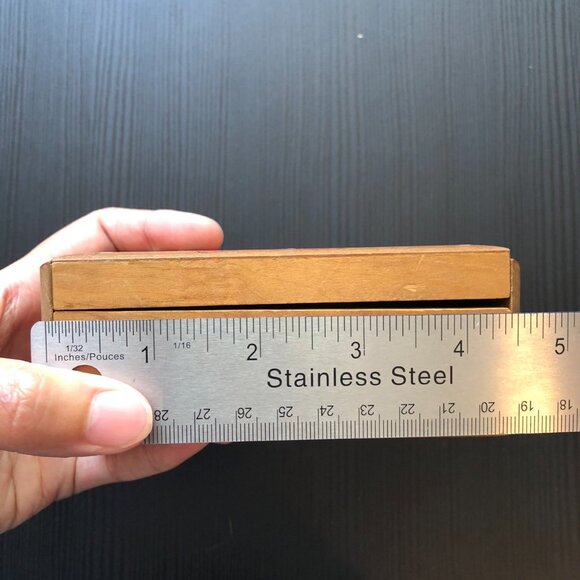 1/32 1 1/16 2 3 4 5
Inches/Pouces
Stainless Steel
28 27 26 25 24 23 22 21 20 19 18